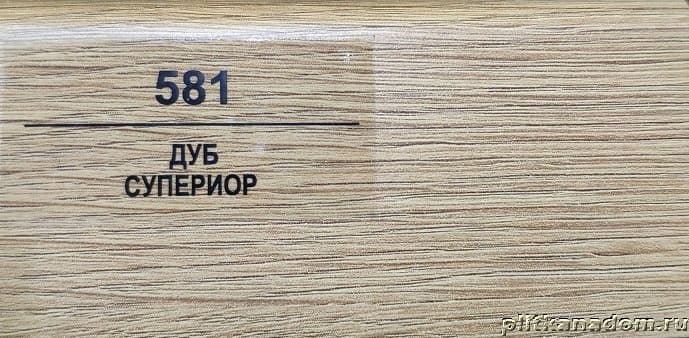 581
ДУБ
СУПЕРИОР
plitkanadom.ru